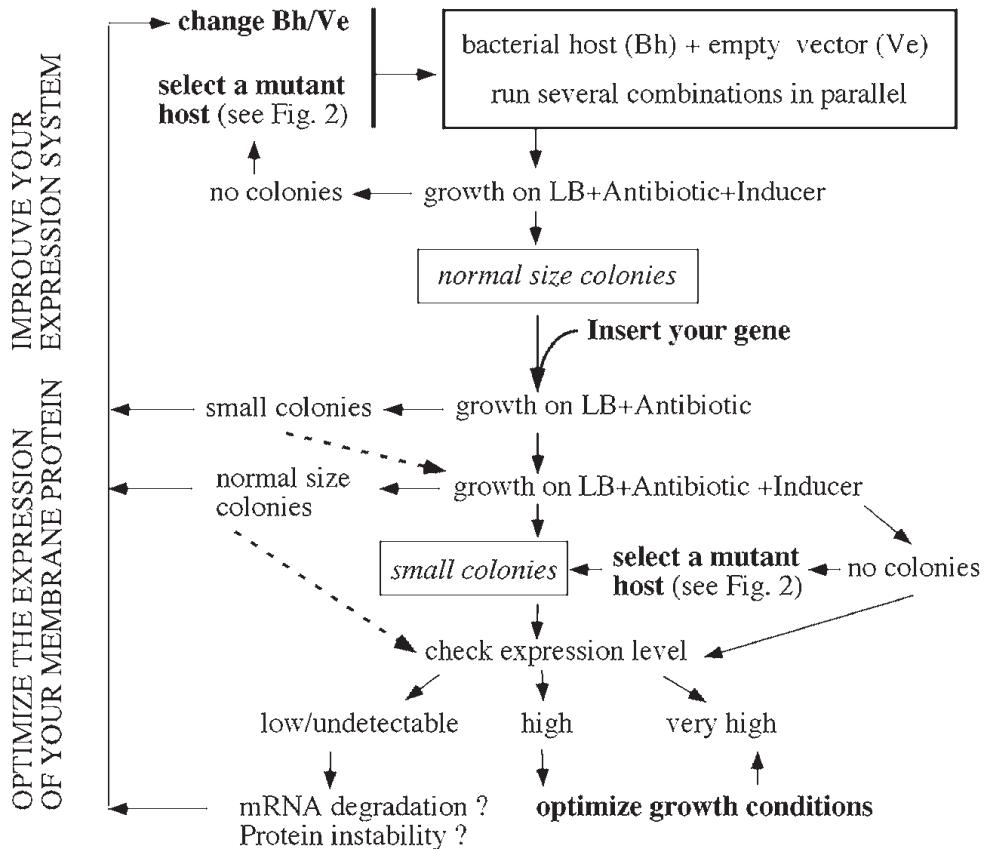 IMPROUVE YOUR
EXPRESSION SYSTEM
OPTIMIZE THE EXPRESSION
OF YOUR MEMBRANE PROTEIN
change Bh/Ve
select a mutant
host (see Fig. 2)
bacterial host (Bh) + empty vector (Ve)
run several combinations in parallel
no colonies
growth on LB+Antibiotic+Inducer
normal size colonies
Insert your gene
small colonies
growth on LB+Antibiotic
normal size
colonies
growth on LB+Antibiotic +Inducer
small colonies
select a mutant
host (see Fig. 2)
no colonies
check expression level
low/undetectable
high
very high
mRNA degradation ?
Protein instability ?
optimize growth conditions